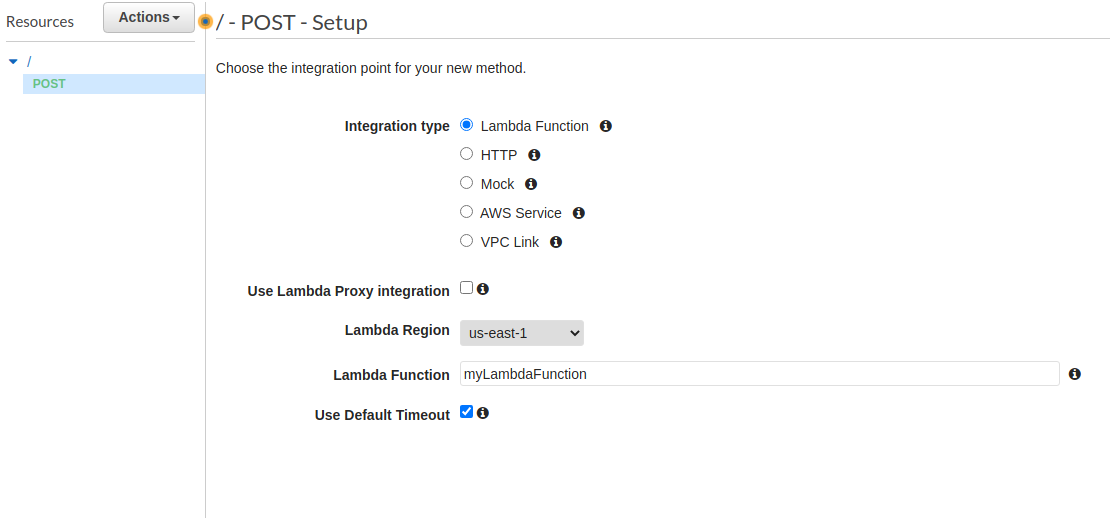 Resources
Actions
/ - POST - Setup
/
POST
Choose the integration point for your new method.
Integration type
Lambda Function
HTTP
Mock
AWS Service
VPC Link
Use Lambda Proxy integration
Lambda Region
us-east-1
Lambda Function
myLambdaFunction
Use Default Timeout